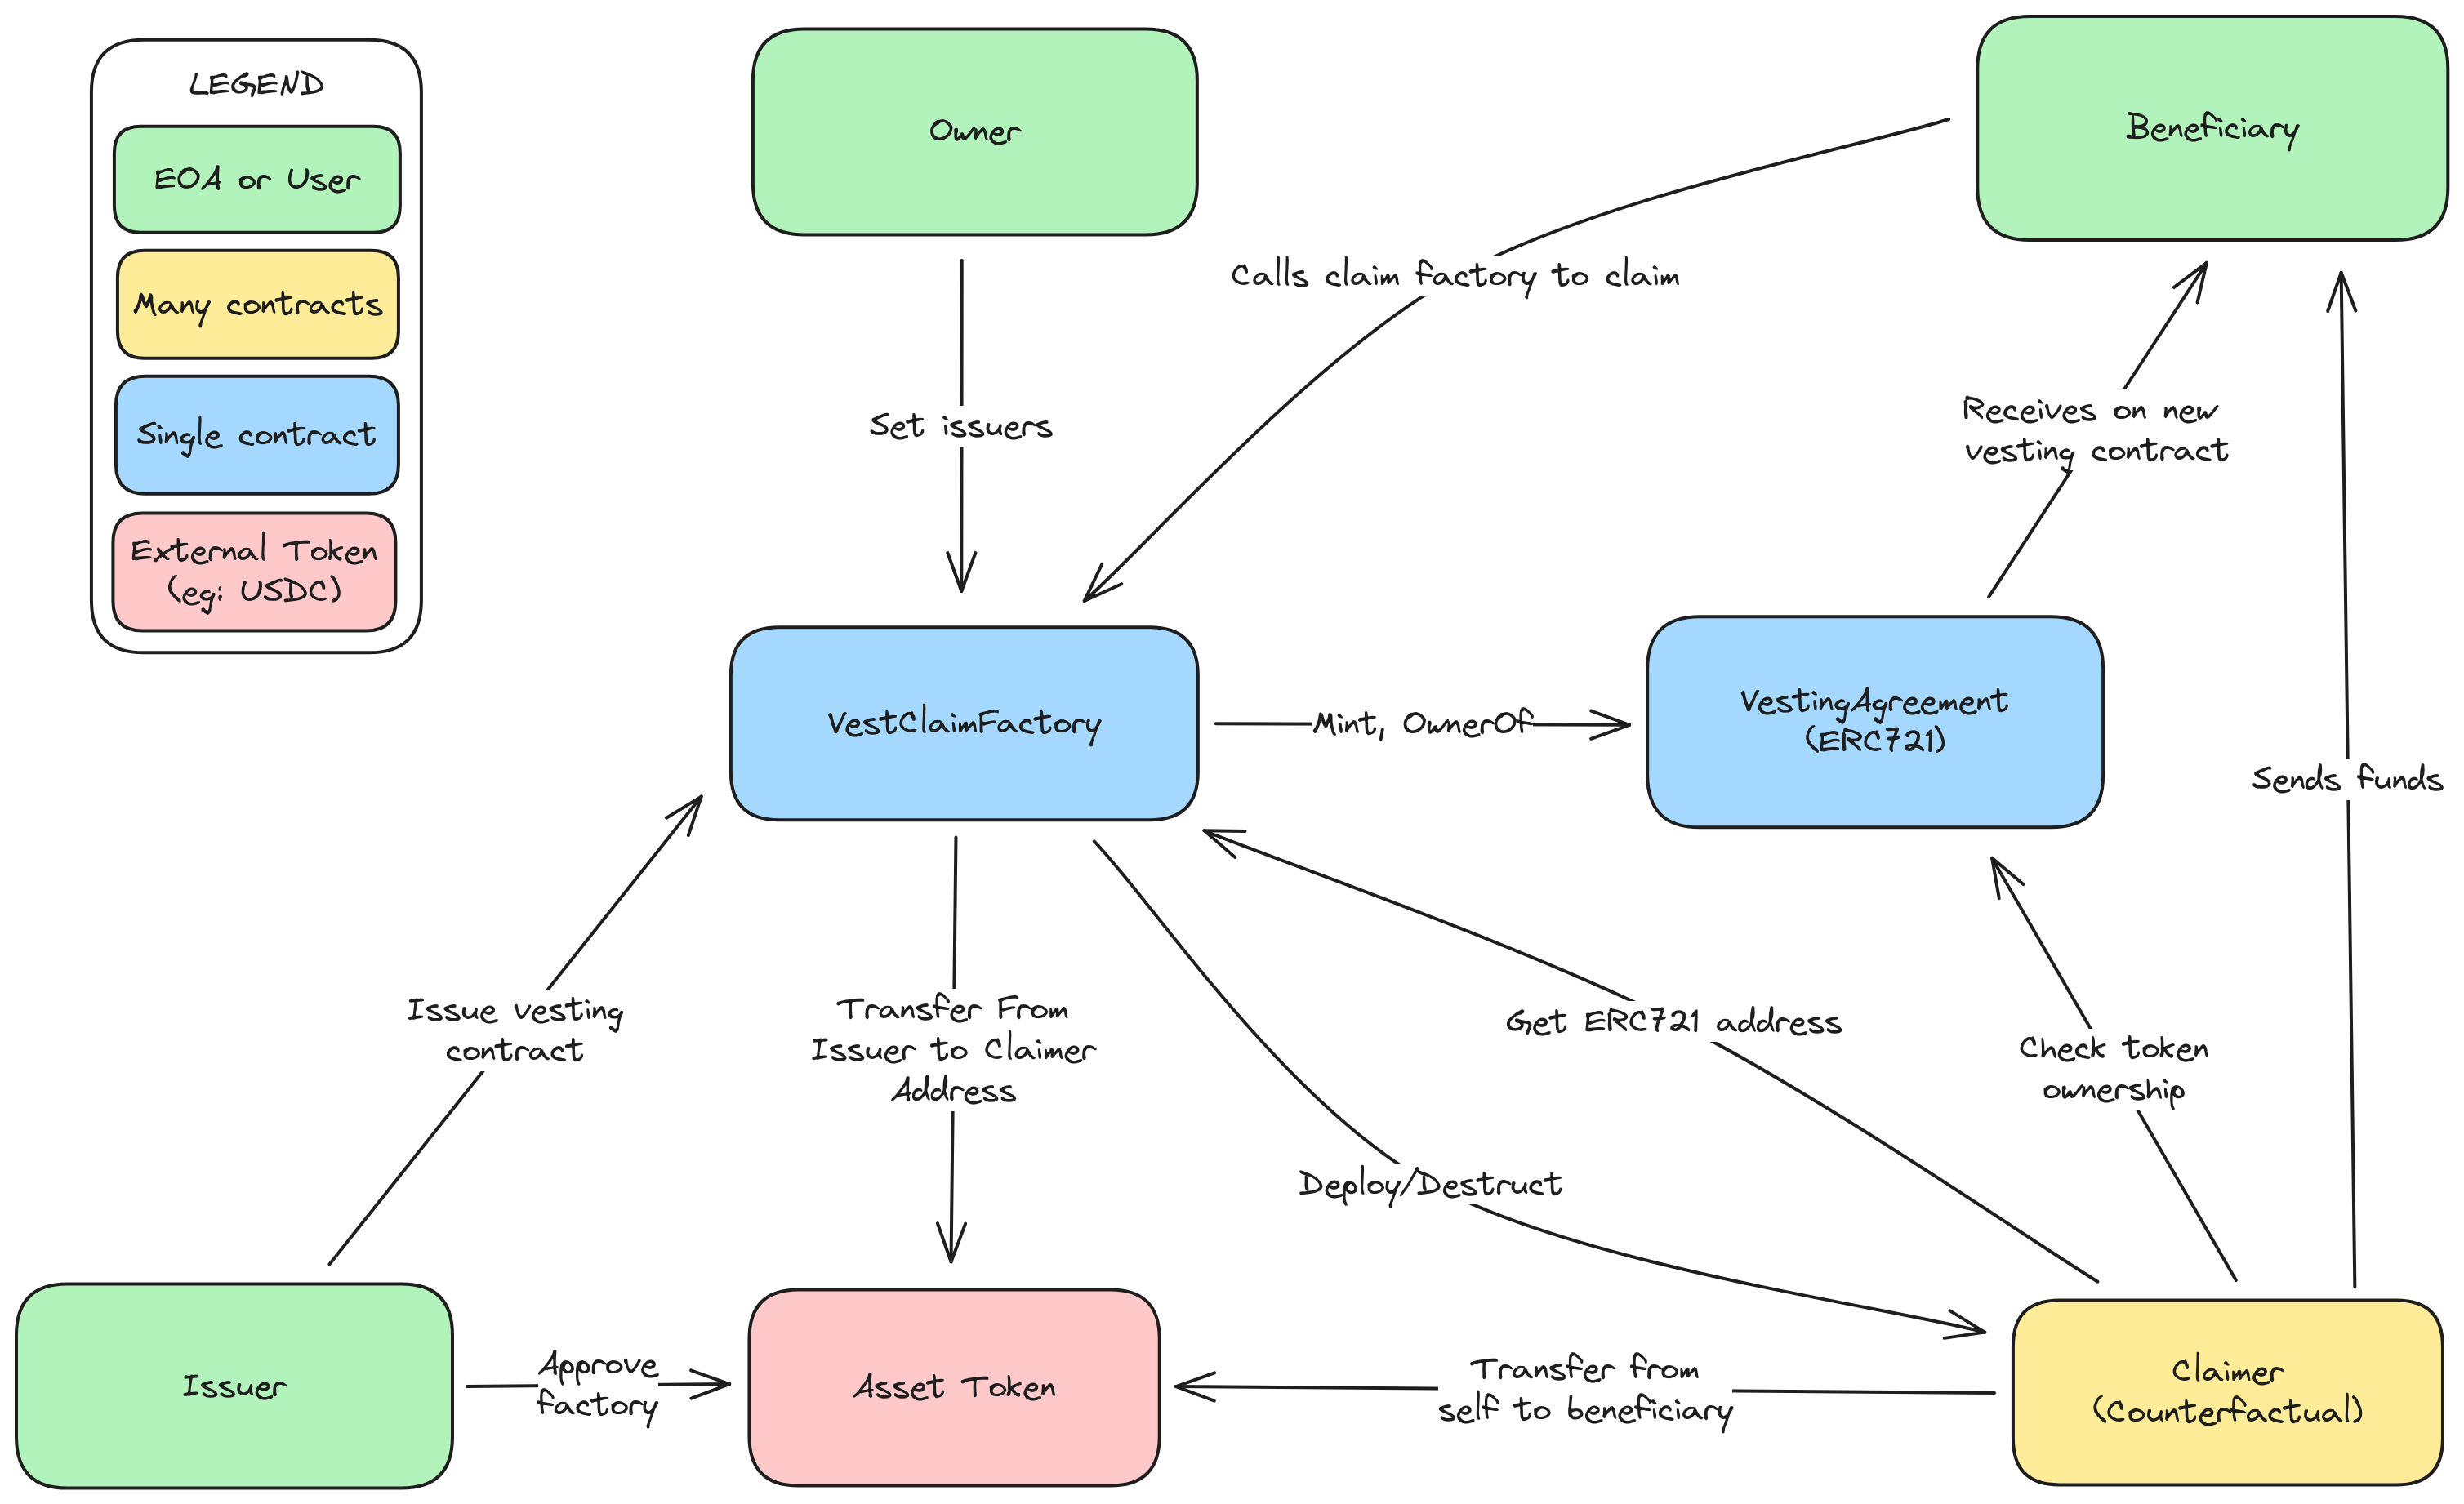 LEGEND
EOA or User
Many contracts
Single contract
External Token
(eg: USDC)
Owner
Beneficiary
Calls claim factory to claim
Set issuers
Receives on new
vesting contract
VestClaimFactory
Mint, OwnerOf
VestingAgreement
(ERC721)
Sends funds
Issue vesting
contract
Transfer From
Issuer to Claimer
Address
Get ERC721 address
Check token
ownership
Deploy/Destruct
Issuer
Approve
factory
Asset Token
Transfer from
self to beneficiary
Claimer
(Counterfactual)